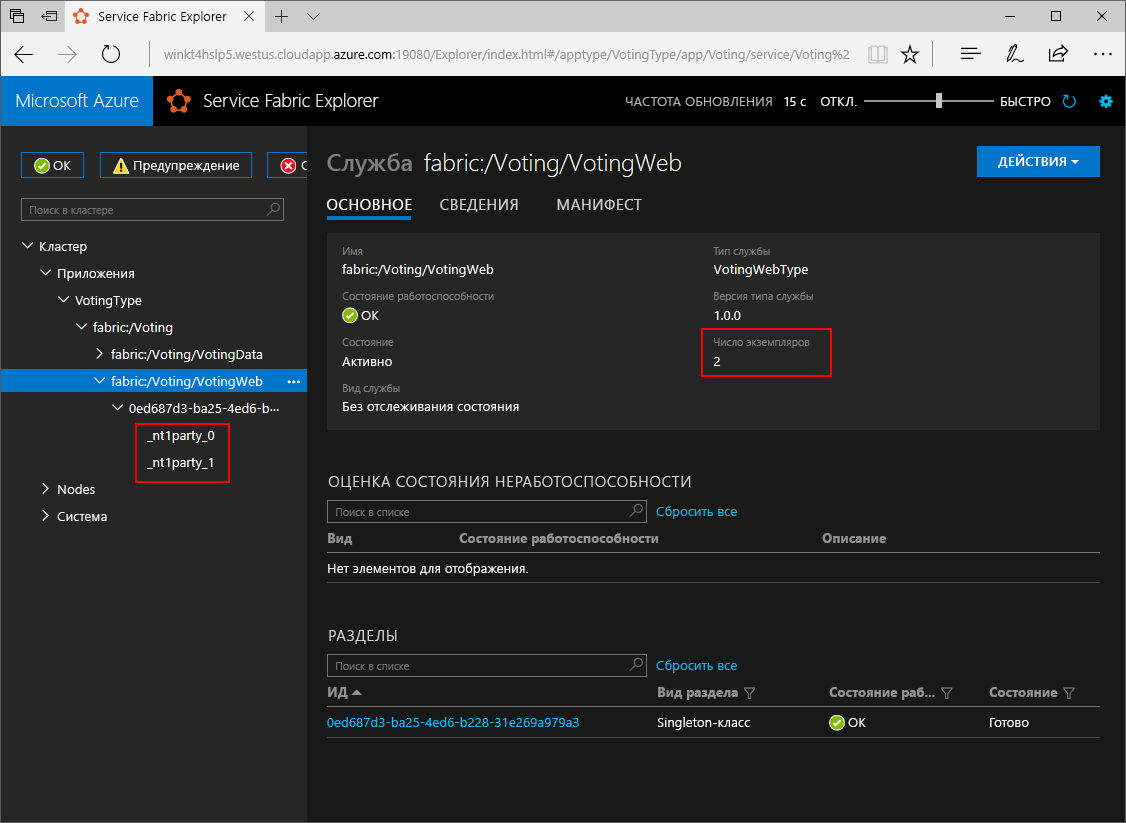 Service Fabric Explorer
winkt4hslp5.westus.cloudapp.azure.com:19080/Explorer/index.html#/apptype/VotingType/app/Voting/service/Voting%2
Microsoft Azure
Service Fabric Explorer
ЧАСТОТА ОБНОВЛЕНИЯ 15 с ОТКЛ. БЫСТРО
ОК
Предупреждение
Служба fabric:/Voting/VotingWeb
ДЕЙСТВИЯ
Поиск в кластере
ОСНОВНОЕ СВЕДЕНИЯ МАНИФЕСТ
Кластер
Приложения
VotingType
fabric:/Voting
fabric:/Voting/VotingData
fabric:/Voting/VotingWeb
0ed687d3-ba25-4ed6-b...
_nt1party_0
_nt1party_1
Nodes
Система
Имя
fabric:/Voting/VotingWeb
Состояние работоспособности
ОК
Состояние
Активно
Вид службы
Без отслеживания состояния
Тип службы
VotingWebType
Версия типа службы
1.0.0
Число экземпляров
2
ОЦЕНКА СОСТОЯНИЯ НЕРАБОТОСПОСОБНОСТИ
Поиск в списке Сбросить все
Вид Состояние работоспособности Описание
Нет элементов для отображения.
РАЗДЕЛЫ
Поиск в списке Сбросить все
ИД Вид раздела Состояние раб... Состояние
0ed687d3-ba25-4ed6-b228-31e269a979a3 Singleton-класс ОК Готово